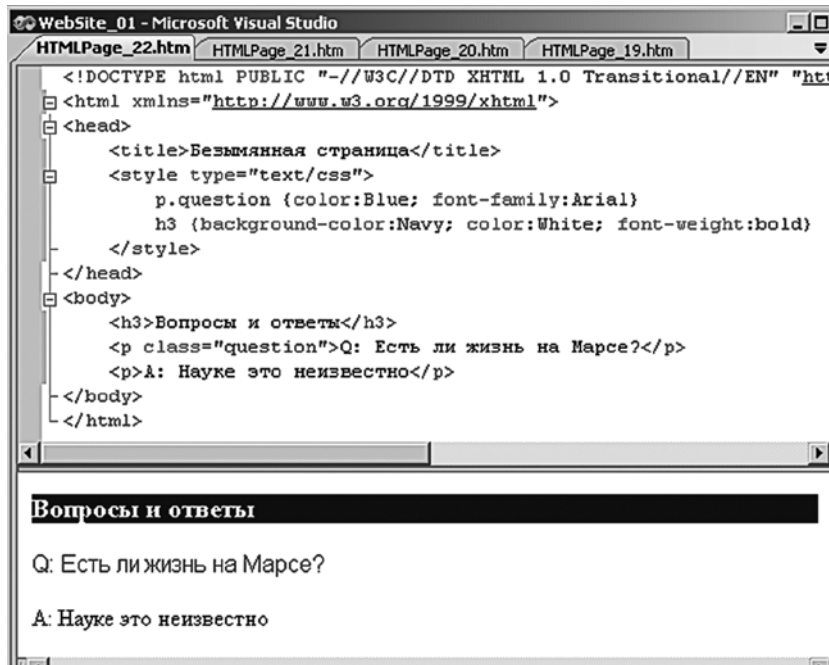 WebSite_01 - Microsoft Visual Studio
HTMLPage_22.htm HTMLPage_21.htm HTMLPage_20.htm HTMLPage_19.htm
<!DOCTYPE html PUBLIC "-//W3C//DTD XHTML 1.0 Transitional//EN" "htt
<html xmlns="http://www.w3.org/1999/xhtml">
<head>
<title>Безымянная страница</title>
<style type="text/css">
p.question {color:Blue; font-family:Arial}
h3 {background-color:Navy; color:White; font-weight:bold}
</style>
</head>
<body>
<h3>Вопросы и ответы</h3>
<p class="question">Q: Есть ли жизнь на Марсе?</p>
<p>A: Науке это неизвестно</p>
</body>
</html>
Вопросы и ответы
Q: Есть ли жизнь на Марсе?
A: Науке это неизвестно